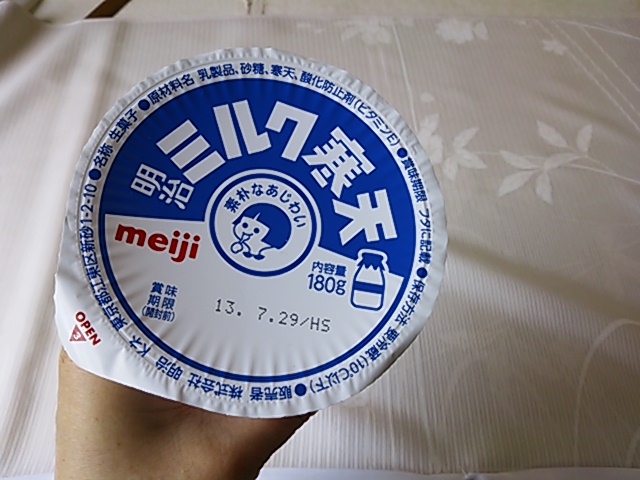 明治
ミルク寒天
素朴なあじわい
meiji
内容量
180g
賞味
期限
(開封前)
13. 7.29/HS
OPEN
●名称 生菓子 ●原材料名 乳製品、砂糖、寒天、酸化防止剤(ビタミンE) ●賞味期限 フタに記載 ●保存方法 要冷蔵(10℃以下)
●販売者 株式会社 明治 東京都江東区新砂1-2-10